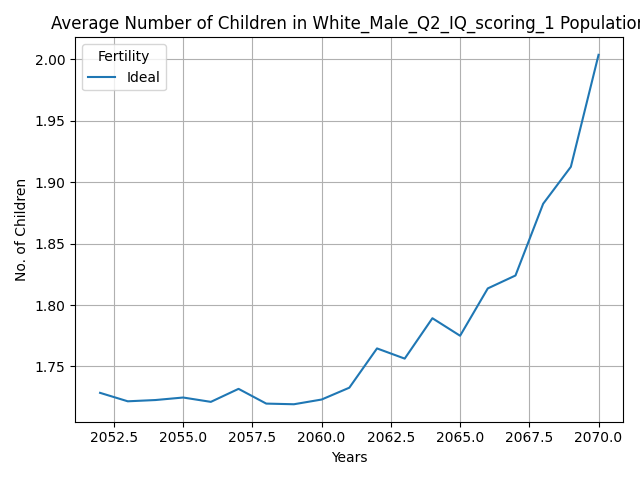 Average Number of Children in White_Male_Q2_IQ_scoring_1 Population
Fertility
Ideal
2.00
1.95
1.90
1.85
1.80
1.75
No. of Children
2052.5 2055.0 2057.5 2060.0 2062.5 2065.0 2067.5 2070.0
Years